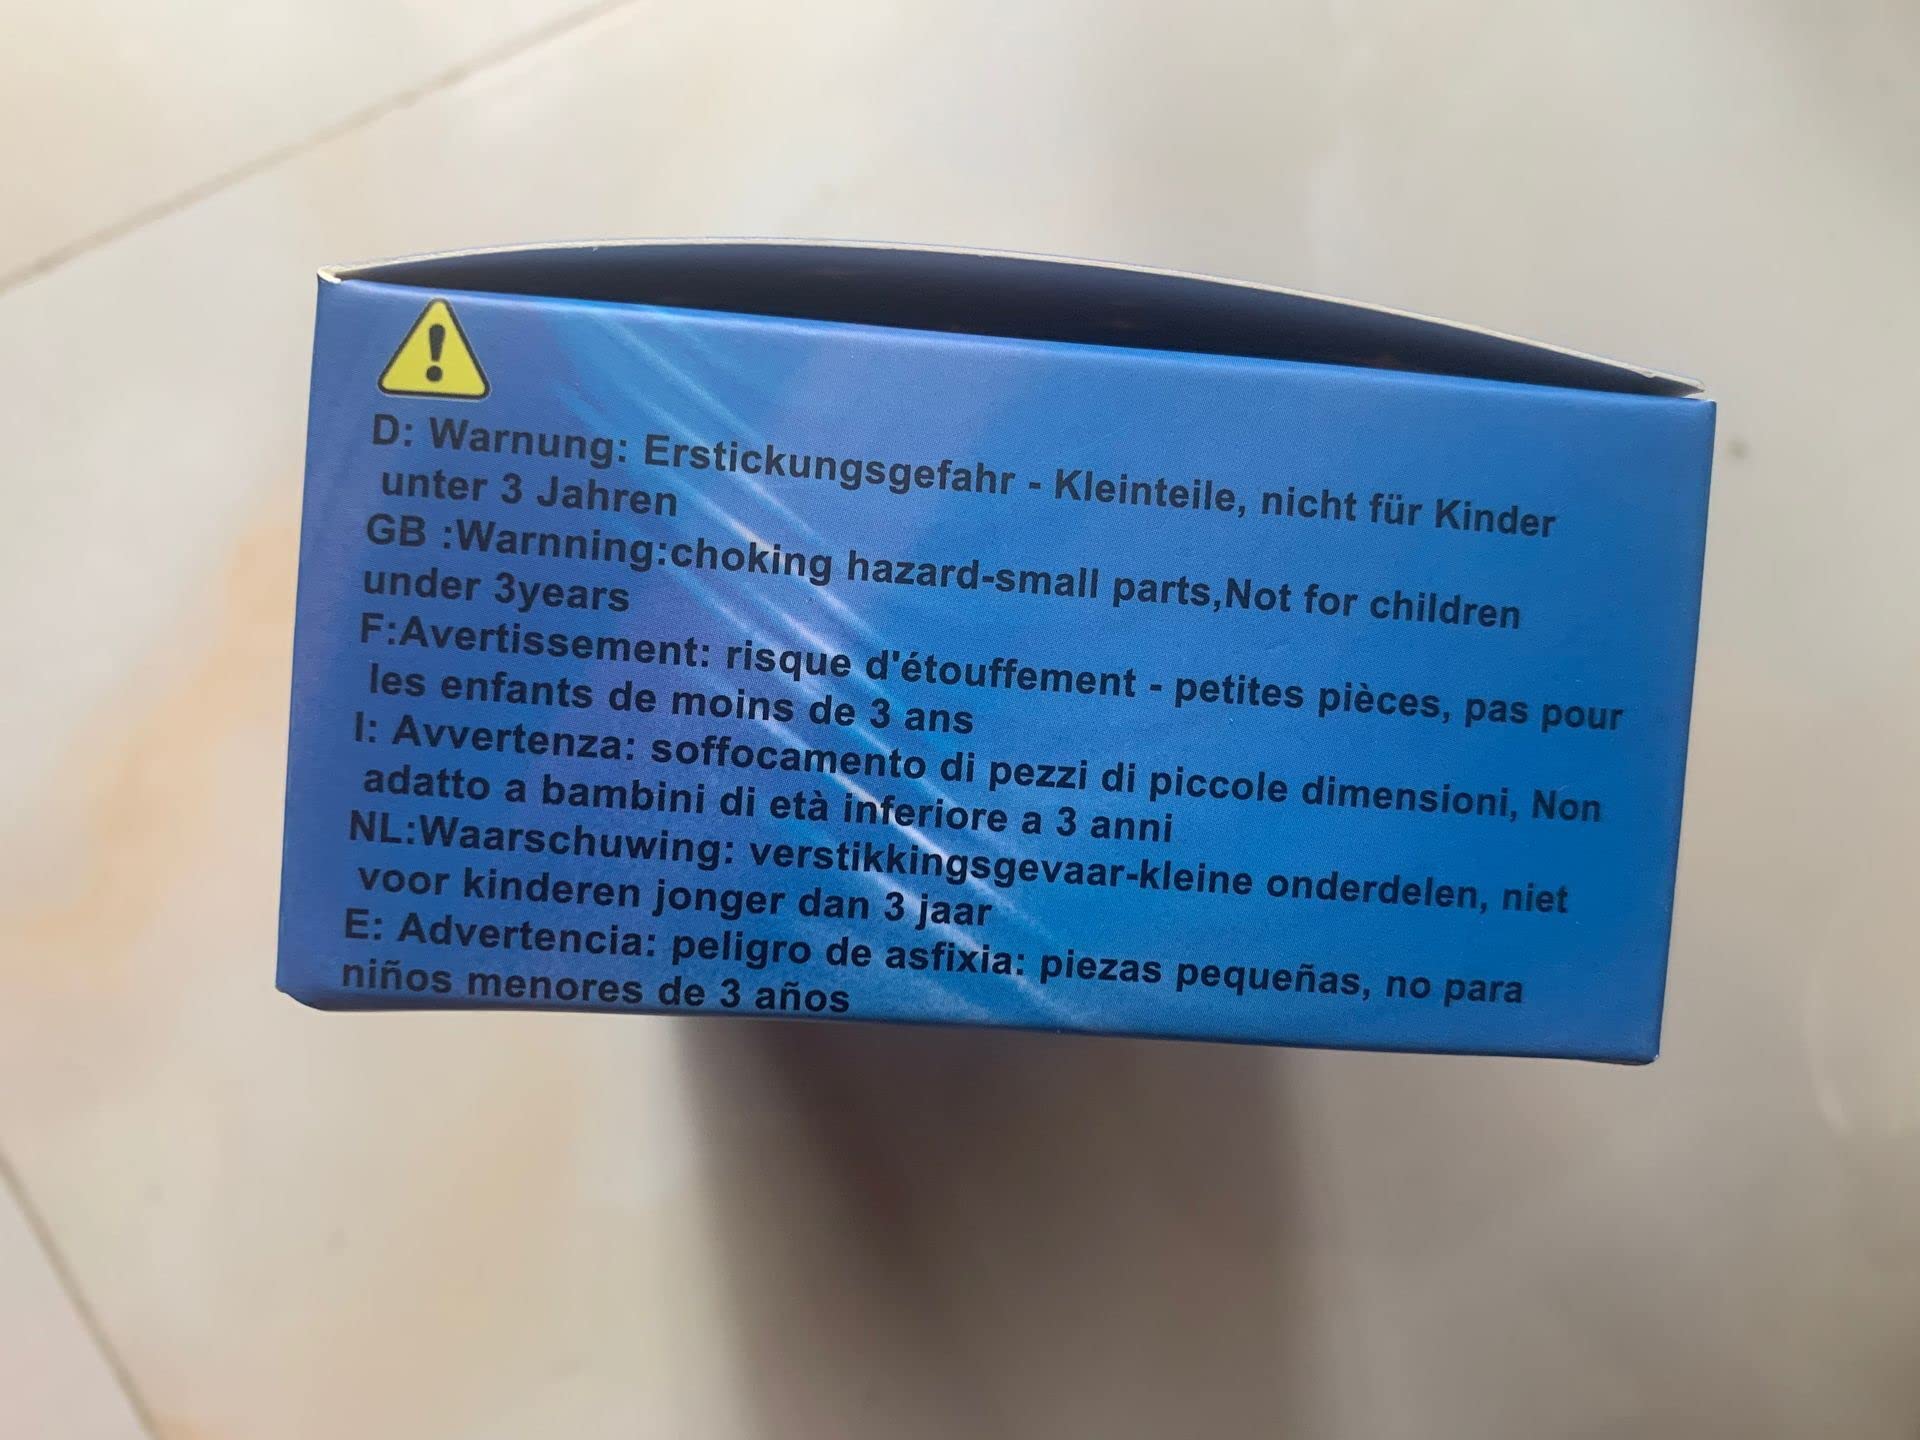 D: Warnung: Erstickungsgefahr - Kleinteile, nicht für Kinder
unter 3 Jahren
GB :Warnning:choking hazard-small parts,Not for children
under 3years
F:Avertissement: risque d'étouffement - petites pièces, pas pour
les enfants de moins de 3 ans
I: Avvertenza: soffocamento di pezzi di piccole dimensioni, Non
adatto a bambini di età inferiore a 3 anni
NL:Waarschuwing: verstikkingsgevaar-kleine onderdelen, niet
voor kinderen jonger dan 3 jaar
E: Advertencia: peligro de asfixia: piezas pequeñas, no para
niños menores de 3 años